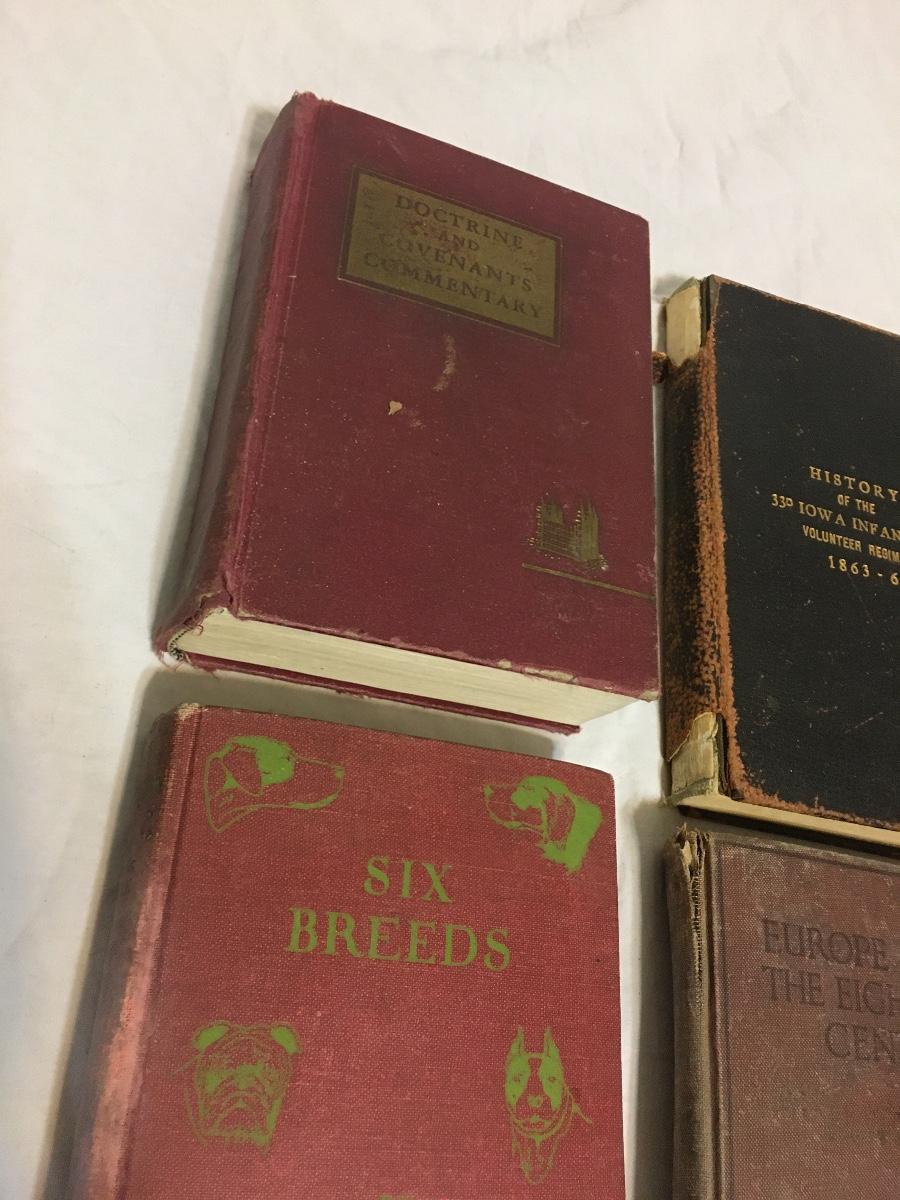 DOCTRINE
AND
COVENANTS
COMMENTARY
HISTORY
OF THE
33D IOWA INFAN
VOLUNTEER REGIM
1863-6
SIX
BREEDS
EUROPE
THE EIGH
CEN